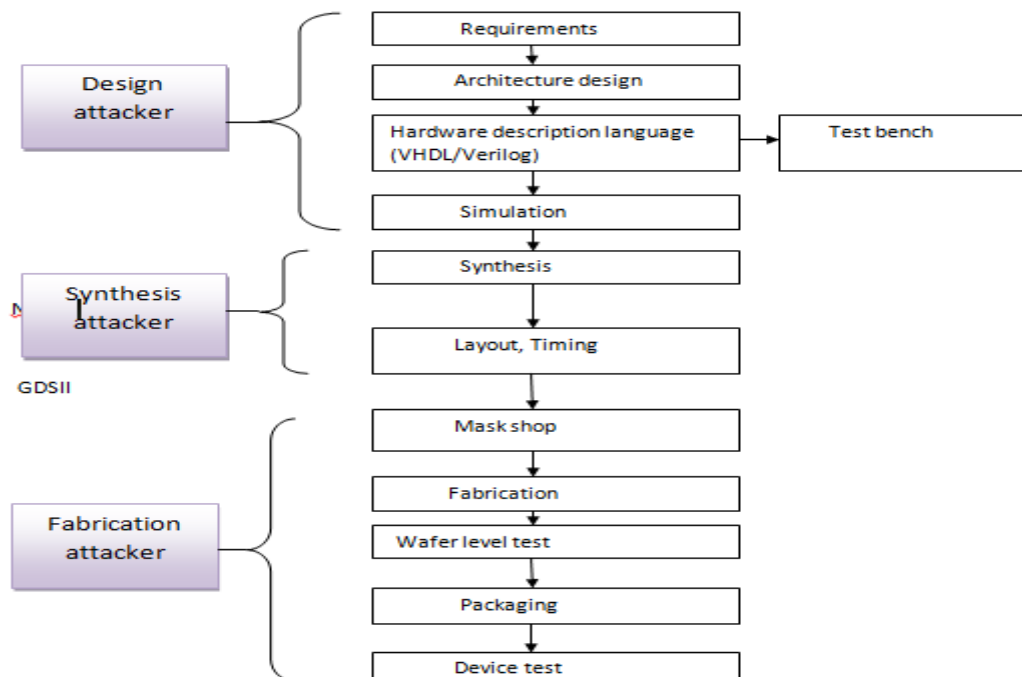 Requirements
Design
attacker
Architecture design
Hardware description language
(VHDL/Verilog)
Test bench
Simulation
Synthesis
attacker
Synthesis
Layout, Timing
GDSII
Mask shop
Fabrication
attacker
Fabrication
Wafer level test
Packaging
Device test